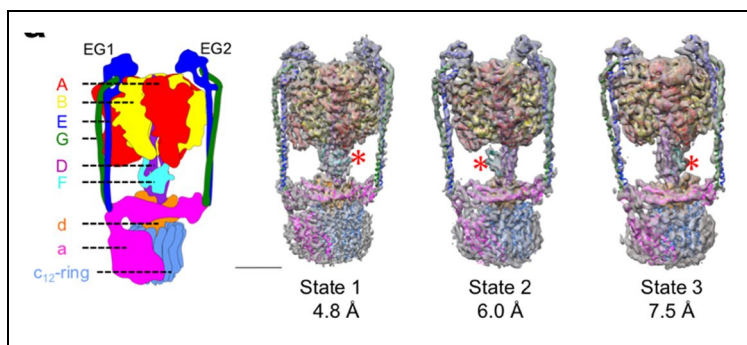 EG1 EG2
A
B
E
G
D
F
d
a
c₁₂-ring
* * *
State 1 State 2 State 3
4.8 Å 6.0 Å 7.5 Å